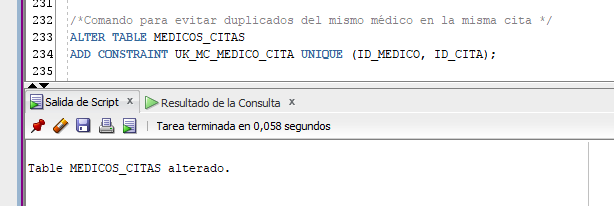 231
232 /*Comando para evitar duplicados del mismo médico en la misma cita */
233 ALTER TABLE MEDICOS_CITAS
234 ADD CONSTRAINT UK_MC_MEDICO_CITA UNIQUE (ID_MEDICO, ID_CITA);
235
Salida de Script x Resultado de la Consulta x
Tarea terminada en 0,058 segundos
Table MEDICOS_CITAS alterado.